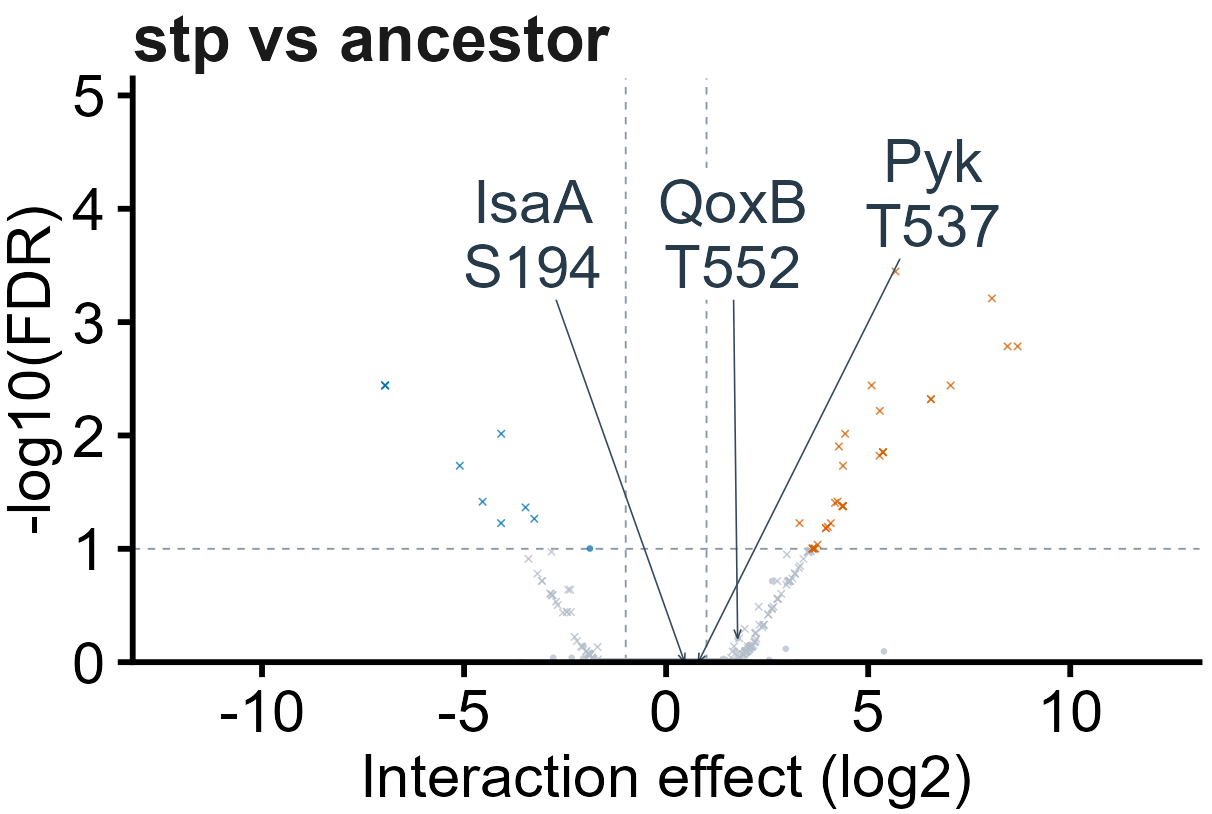 stp vs ancestor
5
4
3
2
1
0
-log10(FDR)
IsaA
S194
QoxB
T552
Pyk
T537
-10
-5
0
5
10
Interaction effect (log2)